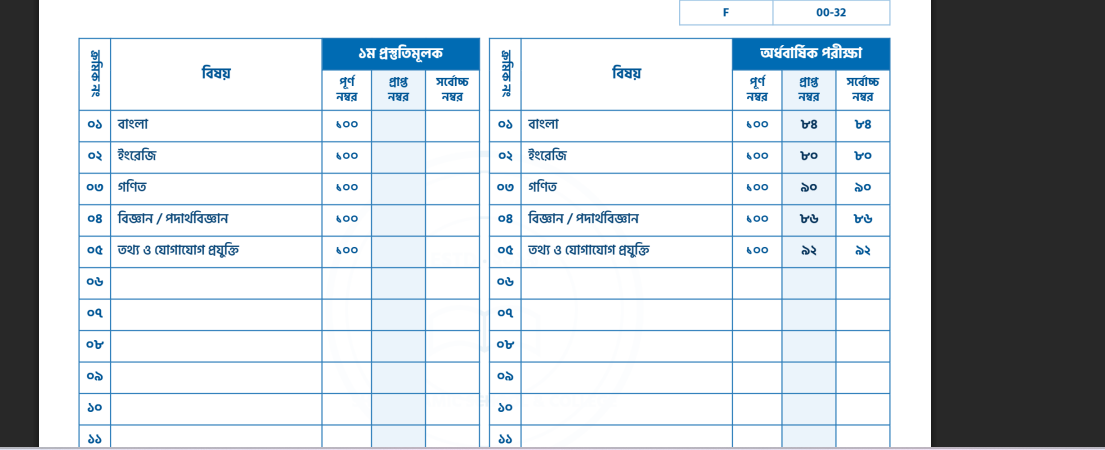 F 00-32
ক্রমিক নং বিষয় ১ম প্রস্তুতিমূলক
পূর্ণ নম্বর প্রাপ্ত নম্বর সর্বোচ্চ নম্বর
০১ বাংলা ১০০
০২ ইংরেজি ১০০
০৩ গণিত ১০০
০৪ বিজ্ঞান / পদার্থবিজ্ঞান ১০০
০৫ তথ্য ও যোগাযোগ প্রযুক্তি ১০০
০৬
০৭
০৮
০৯
১০
১১
ক্রমিক নং বিষয় অর্ধবার্ষিক পরীক্ষা
পূর্ণ নম্বর প্রাপ্ত নম্বর সর্বোচ্চ নম্বর
০১ বাংলা ১০০ ৮৪ ৮৪
০২ ইংরেজি ১০০ ৮০ ৮০
০৩ গণিত ১০০ ৯০ ৯০
০৪ বিজ্ঞান / পদার্থবিজ্ঞান ১০০ ৮৬ ৮৬
০৫ তথ্য ও যোগাযোগ প্রযুক্তি ১০০ ৯২ ৯২
০৬
০৭
০৮
০৯
১০
১১